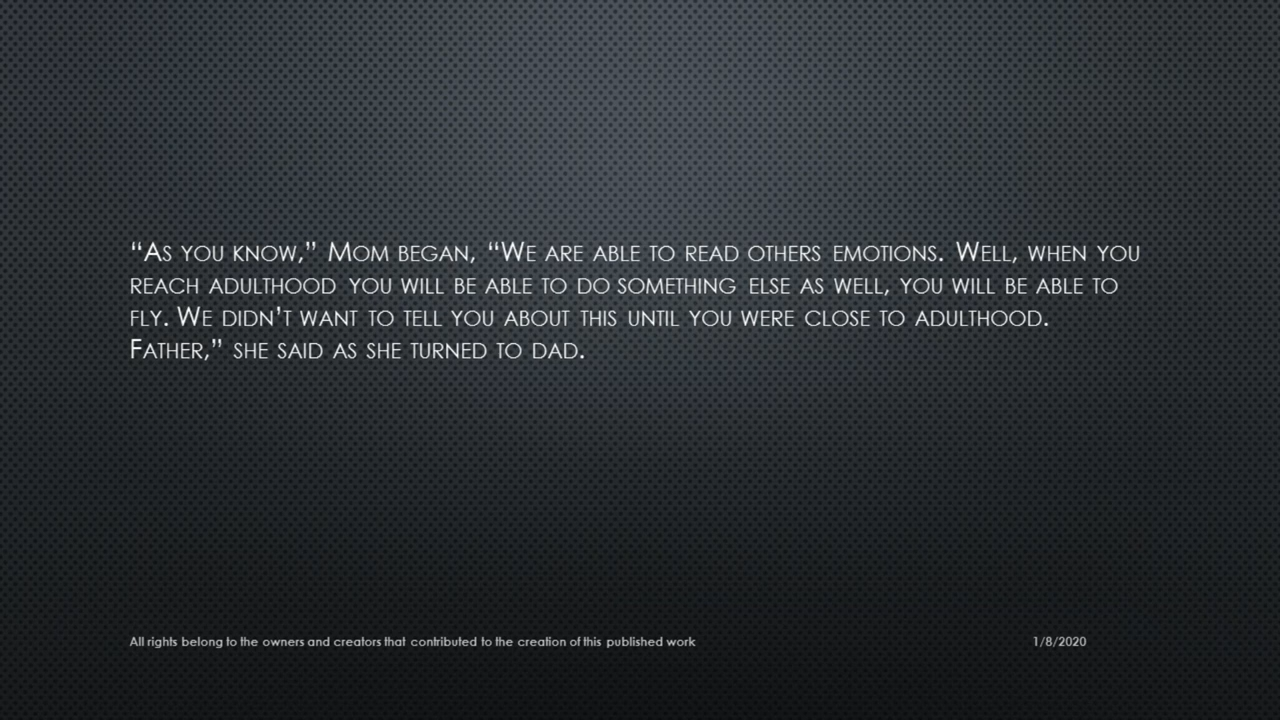 “As you know,” Mom began, “We are able to read others emotions. Well, when you
reach adulthood you will be able to do something else as well, you will be able to
fly. We didn’t want to tell you about this until you were close to adulthood.
Father,” she said as she turned to dad.
All rights belong to the owners and creators that contributed to the creation of this published work
1/8/2020